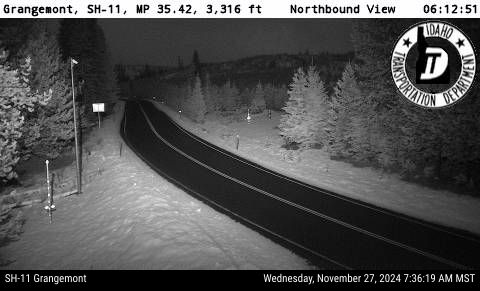 Grangemont, SH-11, MP 35.42, 3,316 ft Northbound View 06:12:51
IDAHO
TRANSPORTATION DEPARTMENT
SH-11 Grangemont Wednesday, November 27, 2024 7:36:19 AM MST